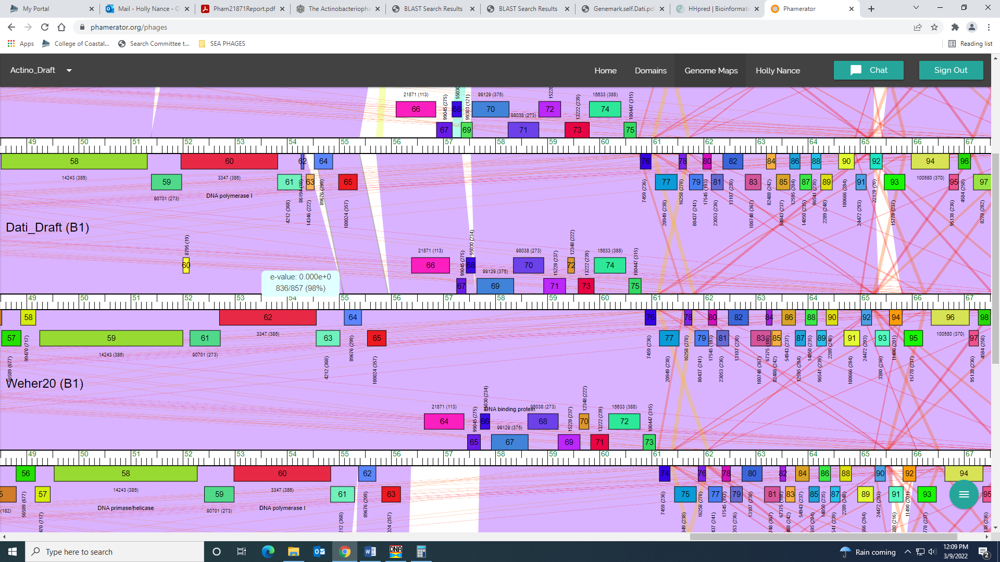 My Portal
Mail - Holly Nance - O
Pham21871Report.pdf
The Actinobacteriopha
BLAST Search Results
BLAST Search Results
Genemark.self.Dati.pd
HHpred | Bioinformati
Phamerator
phamerator.org/phages
Apps
College of Coastal...
Search Committee t...
SEA PHAGES
Reading list
Actino_Draft
Home
Domains
Genome Maps
Holly Nance
Chat
Sign Out
21871 (113)
99045 (275)
55030
99303 (121)
99129 (375)
98038 (273)
15228
13222 (239)
15633 (388)
100447 (315)
66 68 70 72 74
67 69 71 73 75
49 50 51 52 53 54 55 56 57 58 59 60 61 62 63 64 65 66 67
58 60 62 64 76 78 80 82 84 86 88 90 92 94 96
59 61 63 65 77 79 81 83 85 87 89 91 93 95 97
14243 (386)
90701 (273)
3347 (386)
DNA polymerase I
4212 (368)
86194 (19)
14346 (222)
89676 (299)
100024 (357)
7459 (236)
20949 (238)
16258 (278)
80437 (241)
17545 (193)
23053 (236)
13107 (230)
100748 (367)
82488 (242)
54943 (237)
12595 (204)
14050 (235)
96541 (239)
2289 (248)
100666 (284)
24472 (293)
22128 (20)
15778 (237)
100580 (370)
95138 (236)
4584 (258)
8278 (282)
Dati_Draft (B1)
8795 (19)
60
21871 (113)
99045 (275)
55030 (234)
99129 (375)
98038 (273)
15228 (237)
12348 (222)
13222 (239)
15633 (388)
100447 (315)
66 68 70 72 74
67 69 71 73 75
e-value: 0.000e+0
836/857 (98%)
49 50 51 52 53 54 55 56 57 58 59 60 61 62 63 64 65 66 67
58 62 64 76 78 80 82 84 86 88 90 92 94 96 98
57 59 61 63 65 77 79 81 83 85 87 89 91 93 95 97
56589 (677)
99470 (717)
14243 (386)
90701 (273)
3347 (386)
4212 (368)
89676 (299)
100024 (357)
7459 (236)
20949 (238)
16258 (278)
80437 (241)
17545 (193)
23053 (236)
13107 (230)
100748 (367)
67375 (188)
82488 (242)
54943 (237)
12595 (204)
14050 (235)
96541 (239)
2289 (248)
100666 (284)
24472 (293)
3380 (216)
11490 (201)
15778 (237)
100580 (370)
95138 (236)
4584 (258)
Weher20 (B1)
21871 (113)
99045 (275)
55030 (234)
DNA binding protein
99129 (375)
98038 (273)
15228 (237)
12348 (222)
13222 (239)
15633 (388)
100447 (315)
64 66 68 70 72
65 67 69 71 73
49 50 51 52 53 54 55 56 57 58 59 60 61 62 63 64 65 66 67
56 58 60 62 74 76 78 80 82 84 86 88 90 92 94
5 57 59 61 63 75 77 79 81 83 85 87 89 91 93 95
(182)
56589 (677)
470 (717)
14243 (386)
DNA primase/helicase
90701 (273)
3347 (386)
DNA polymerase I
212 (368)
89676 (299)
024 (357)
7459 (236)
949 (238)
16258 (278)
437 (241)
17545 (193)
053 (236)
13107 (230)
748 (367)
67375 (188)
488 (242)
54943 (237)
595 (204)
14050 (235)
541 (239)
2289 (248)
666 (284)
24472 (293)
380 (216)
11490 (201)
778 (237)
138 (236)
Type here to search
Rain coming
12:09 PM
3/9/2022
2